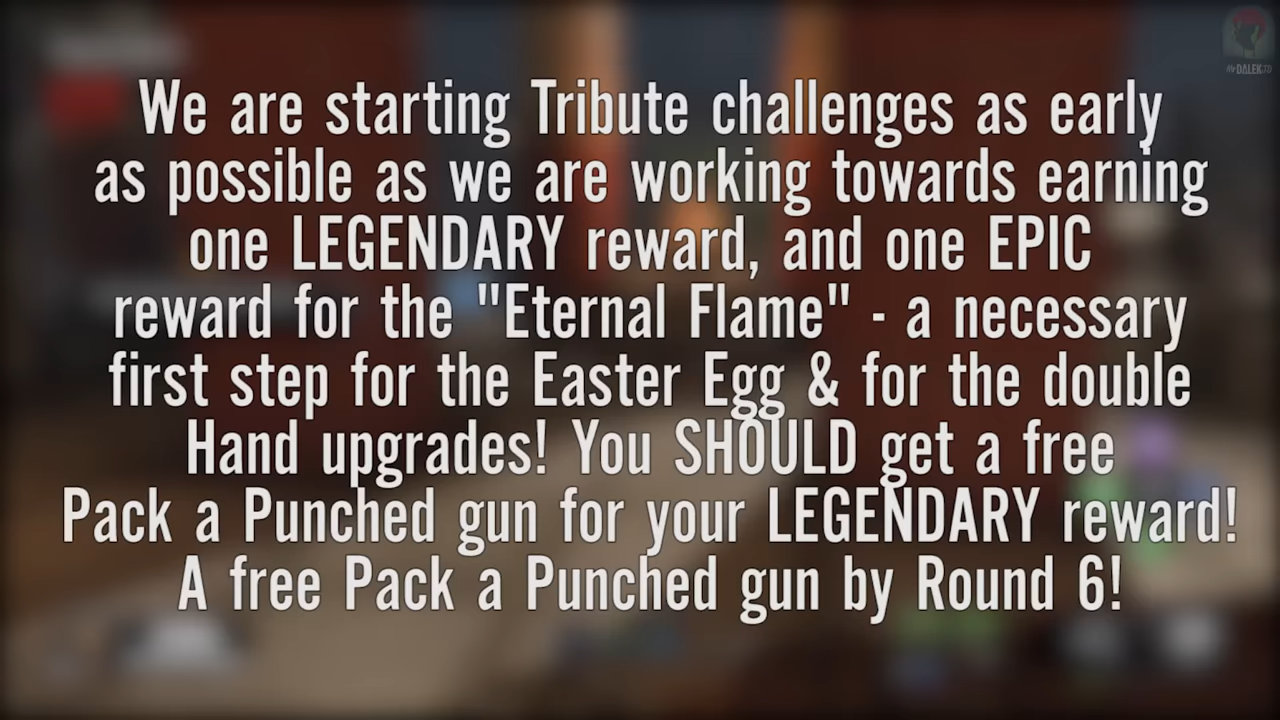 MrDALEKJD
We are starting Tribute challenges as early
as possible as we are working towards earning
one LEGENDARY reward, and one EPIC
reward for the "Eternal Flame" - a necessary
first step for the Easter Egg & for the double
Hand upgrades! You SHOULD get a free
Pack a Punched gun for your LEGENDARY reward!
A free Pack a Punched gun by Round 6!